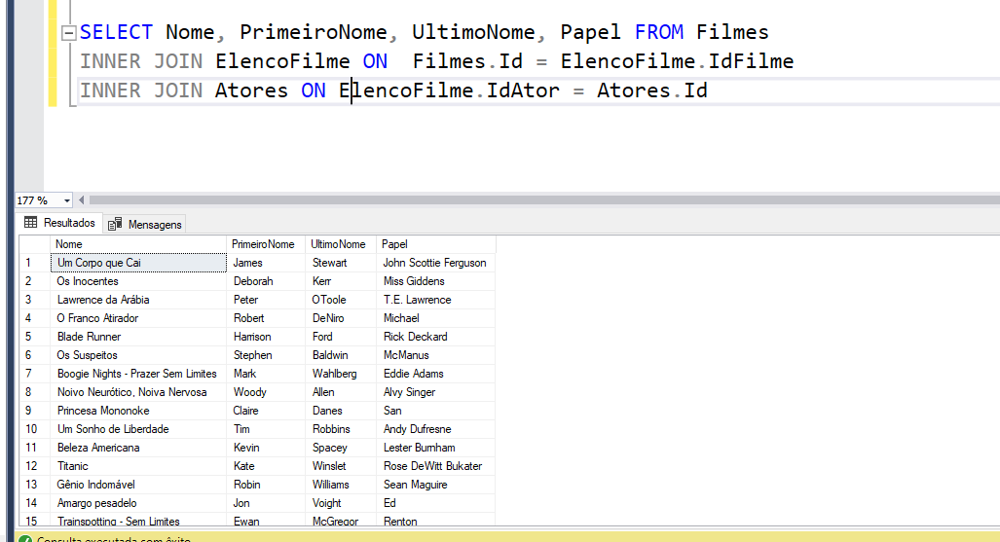 SELECT Nome, PrimeiroNome, UltimoNome, Papel FROM Filmes
INNER JOIN ElencoFilme ON  Filmes.Id = ElencoFilme.IdFilme
INNER JOIN Atores ON ElencoFilme.IdAtor = Atores.Id
177 %
Resultados Mensagens
Nome PrimeiroNome UltimoNome Papel
1 Um Corpo que Cai James Stewart John Scottie Ferguson
2 Os Inocentes Deborah Kerr Miss Giddens
3 Lawrence da Arábia Peter OToole T.E. Lawrence
4 O Franco Atirador Robert DeNiro Michael
5 Blade Runner Harrison Ford Rick Deckard
6 Os Suspeitos Stephen Baldwin McManus
7 Boogie Nights - Prazer Sem Limites Mark Wahlberg Eddie Adams
8 Noivo Neurótico, Noiva Nervosa Woody Allen Alvy Singer
9 Princesa Mononoke Claire Danes San
10 Um Sonho de Liberdade Tim Robbins Andy Dufresne
11 Beleza Americana Kevin Spacey Lester Burnham
12 Titanic Kate Winslet Rose DeWitt Bukater
13 Gênio Indomável Robin Williams Sean Maguire
14 Amargo pesadelo Jon Voight Ed
15 Trainspotting - Sem Limites Ewan McGregor Renton
Consulta executada com êxito